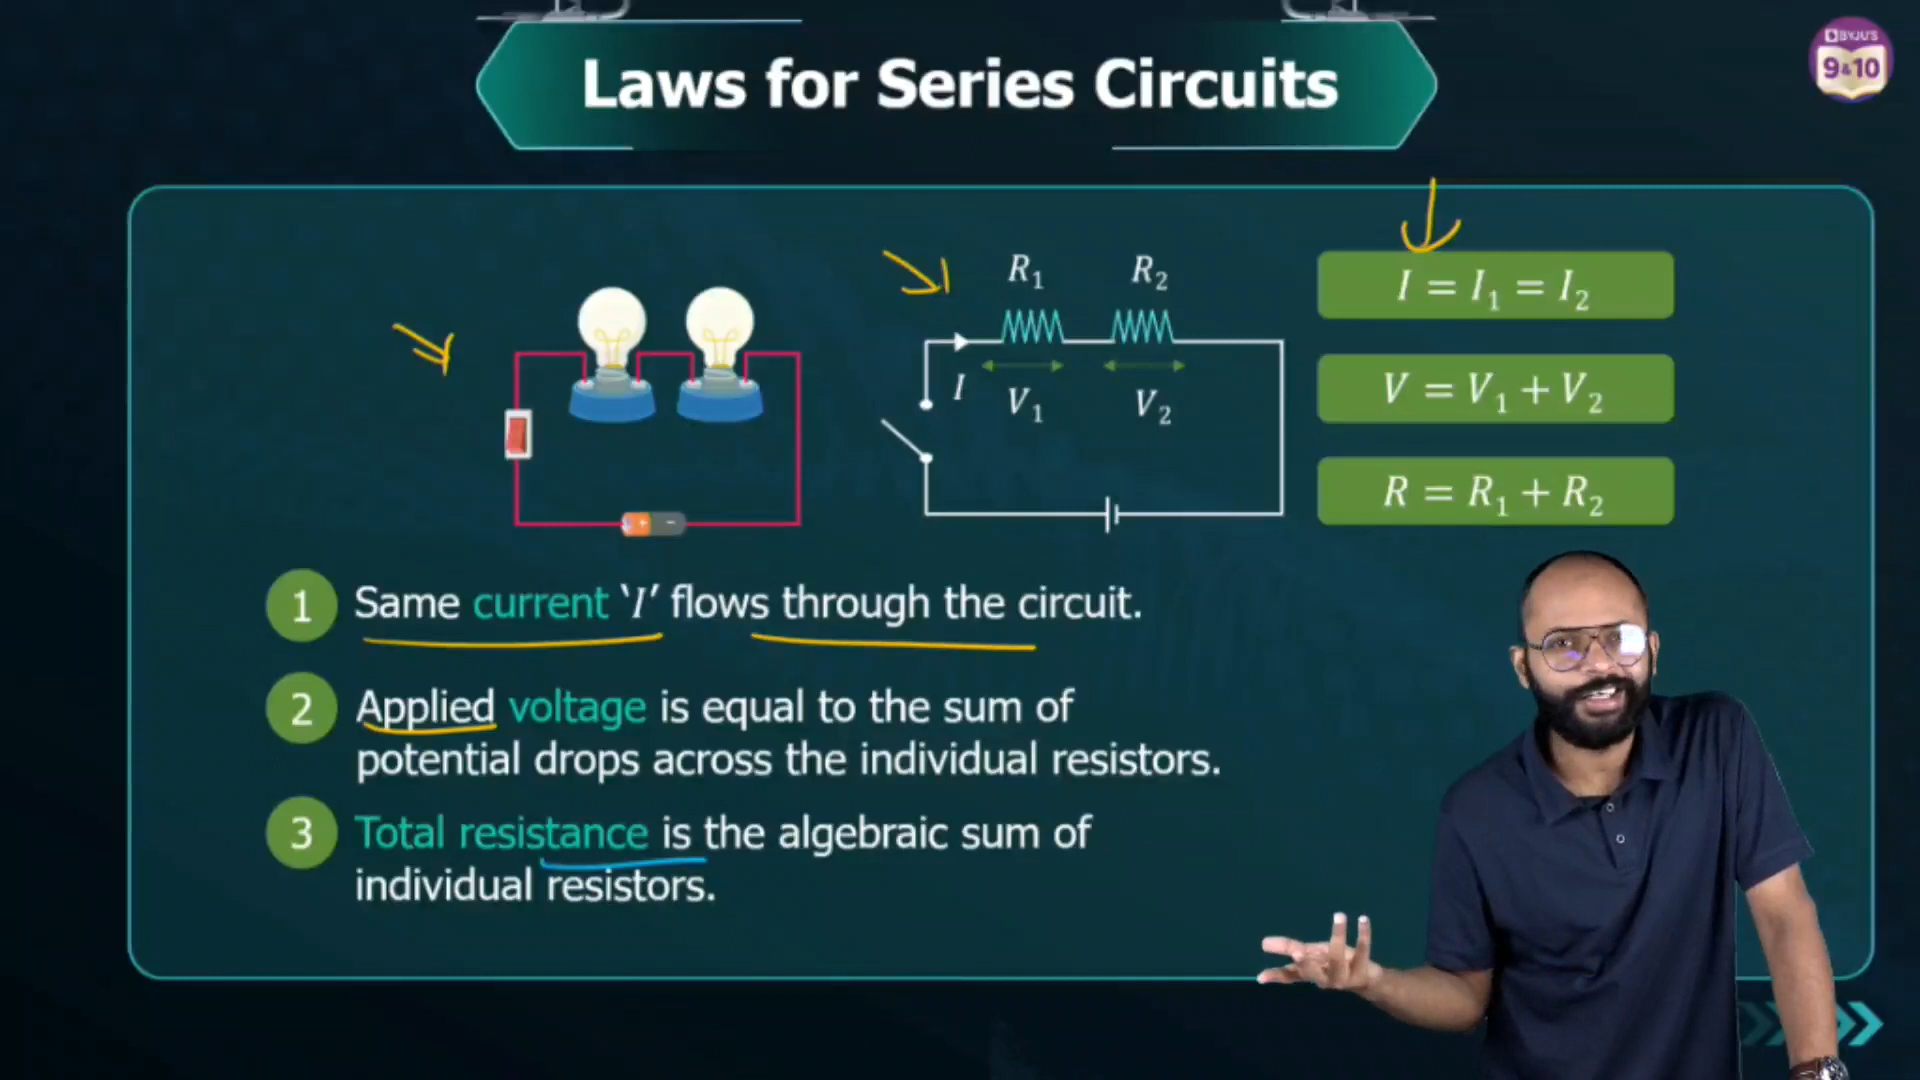 Laws for Series Circuits
BYJU'S
9&10
R₁
R₂
I
V₁
V₂
I = I₁ = I₂
V = V₁ + V₂
R = R₁ + R₂
+ -
1 Same current ‘I’ flows through the circuit.
2 Applied voltage is equal to the sum of
potential drops across the individual resistors.
3 Total resistance is the algebraic sum of
individual resistors.